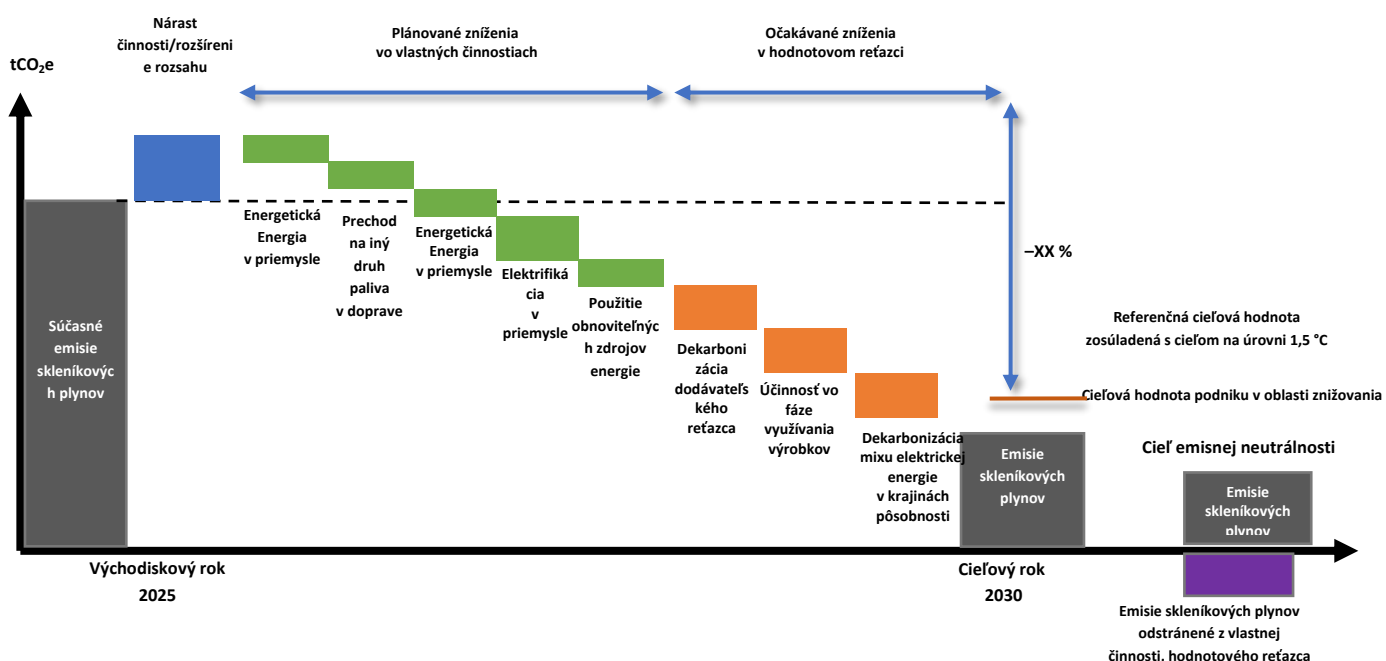 Nárast
činnosti/rozšíreni
e rozsahu
Plánované zníženia
vo vlastných činnostiach
Očakávané zníženia
v hodnotovom reťazci
tCO₂e
Energetická
Energia
v priemysle
Prechod
na iný
druh
paliva
v doprave
Energetická
Energia
v priemysle
Elektrifiká
cia
v
priemysle
Použitie
obnoviteľnýc
h zdrojov
energie
Dekarboni
zácia
dodávateľs
kého
reťazca
Účinnosť vo
fáze
využívania
výrobkov
Dekarbonizácia
mixu elektrickej
energie
v krajinách
pôsobnosti
–XX %
Referenčná cieľová hodnota
zosúladená s cieľom na úrovni 1,5 °C
Cieľová hodnota podniku v oblasti znižovania
Súčasné
emisie
skleníkovýc
h plynov
Emisie
skleníkových
plynov
Cieľ emisnej neutrálnosti
Emisie
skleníkových
plynov
Východiskový rok
2025
Cieľový rok
2030
Emisie skleníkových plynov
odstránené z vlastnej
činnosti, hodnotového reťazca